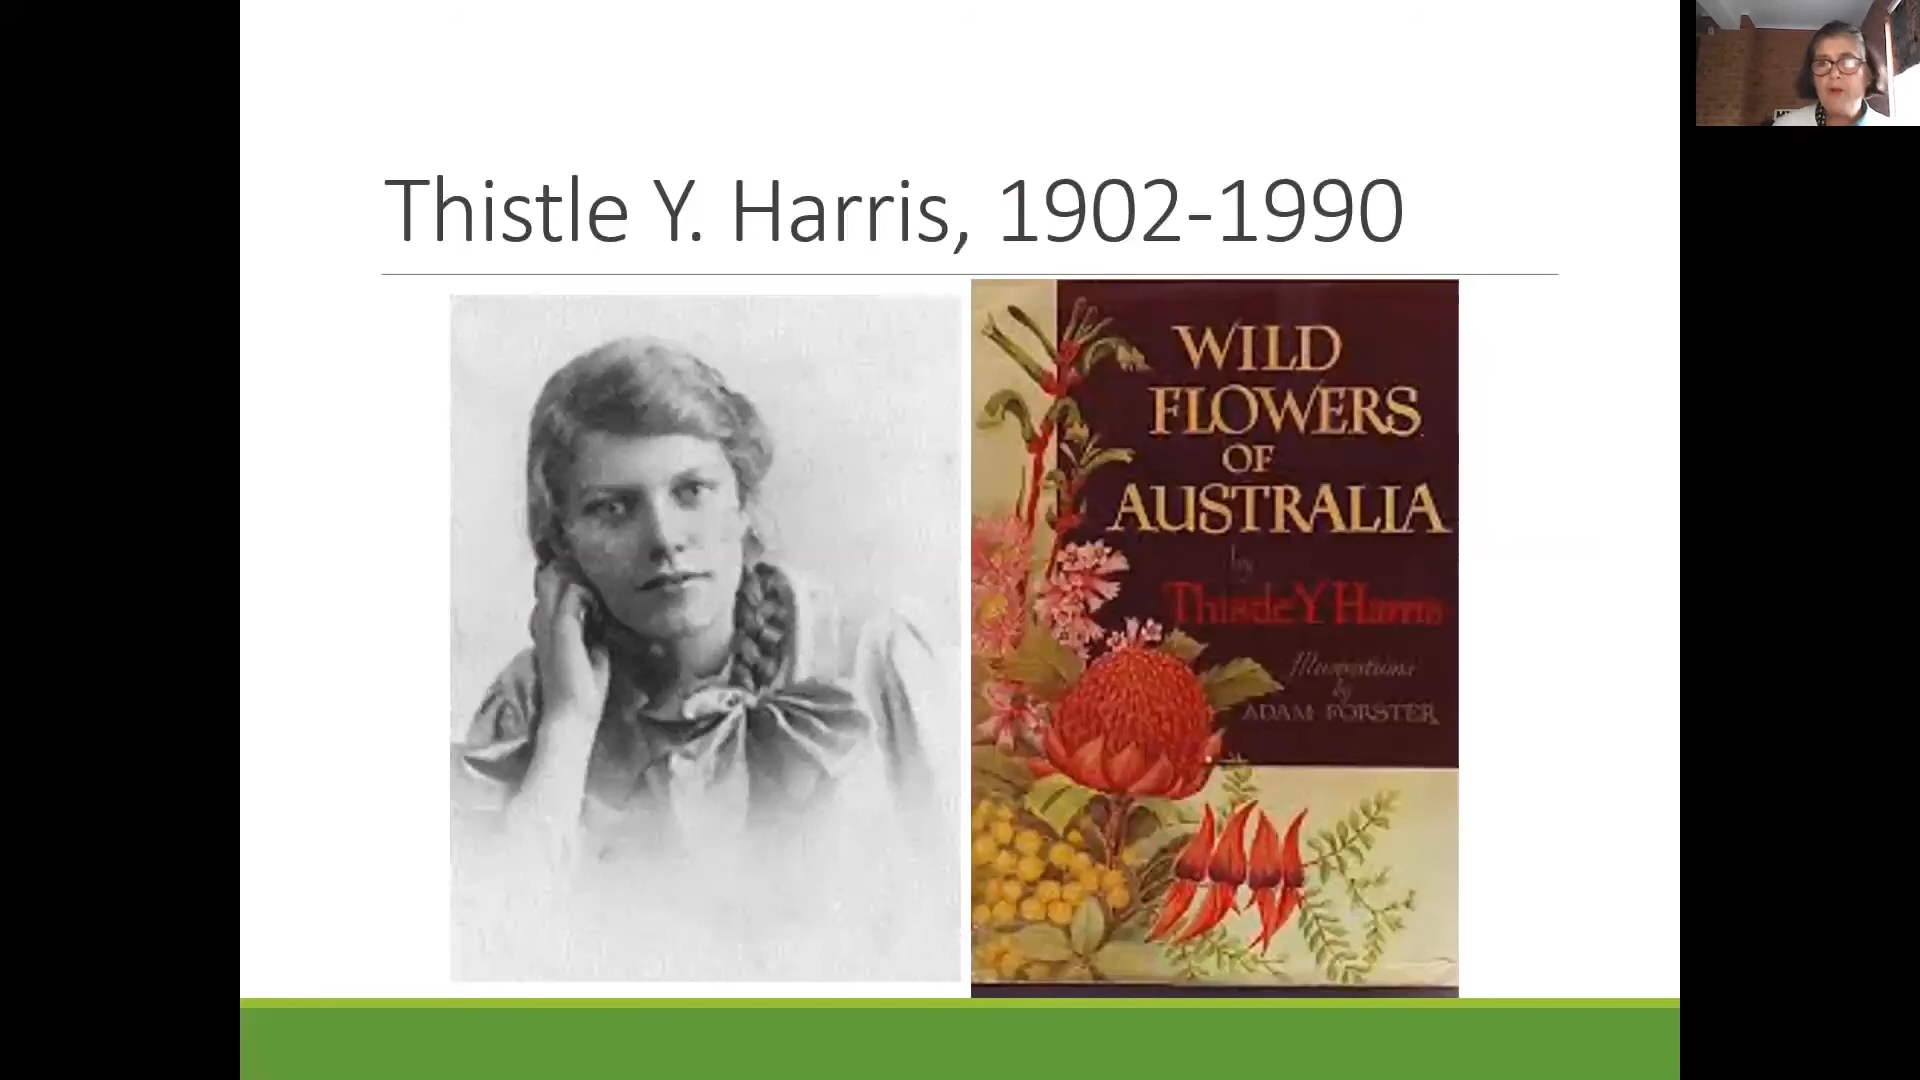 Thistle Y. Harris, 1902-1990
WILD
FLOWERS
OF
AUSTRALIA
by
Thistle Y Harris
Illustrations
by
ADAM FORSTER